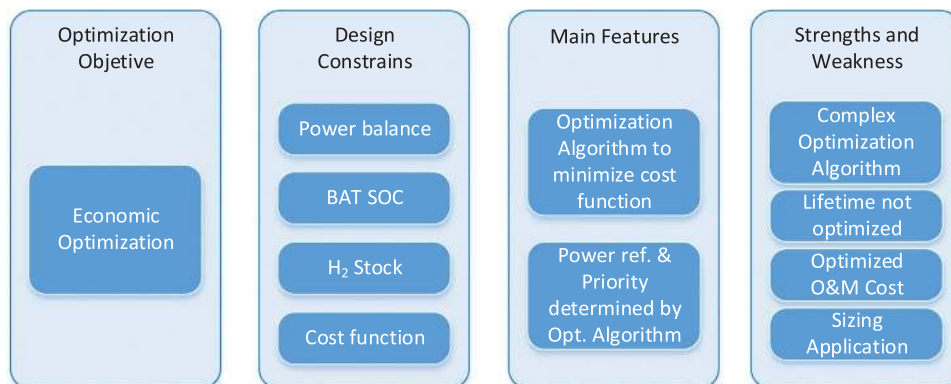 Optimization
Objetive
Economic
Optimization
Design
Constrains
Power balance
BAT SOC
H₂ Stock
Cost function
Main Features
Optimization
Algorithm to
minimize cost
function
Power ref. &
Priority
determined by
Opt. Algorithm
Strengths and
Weakness
Complex
Optimization
Algorithm
Lifetime not
optimized
Optimized
O&M Cost
Sizing
Application